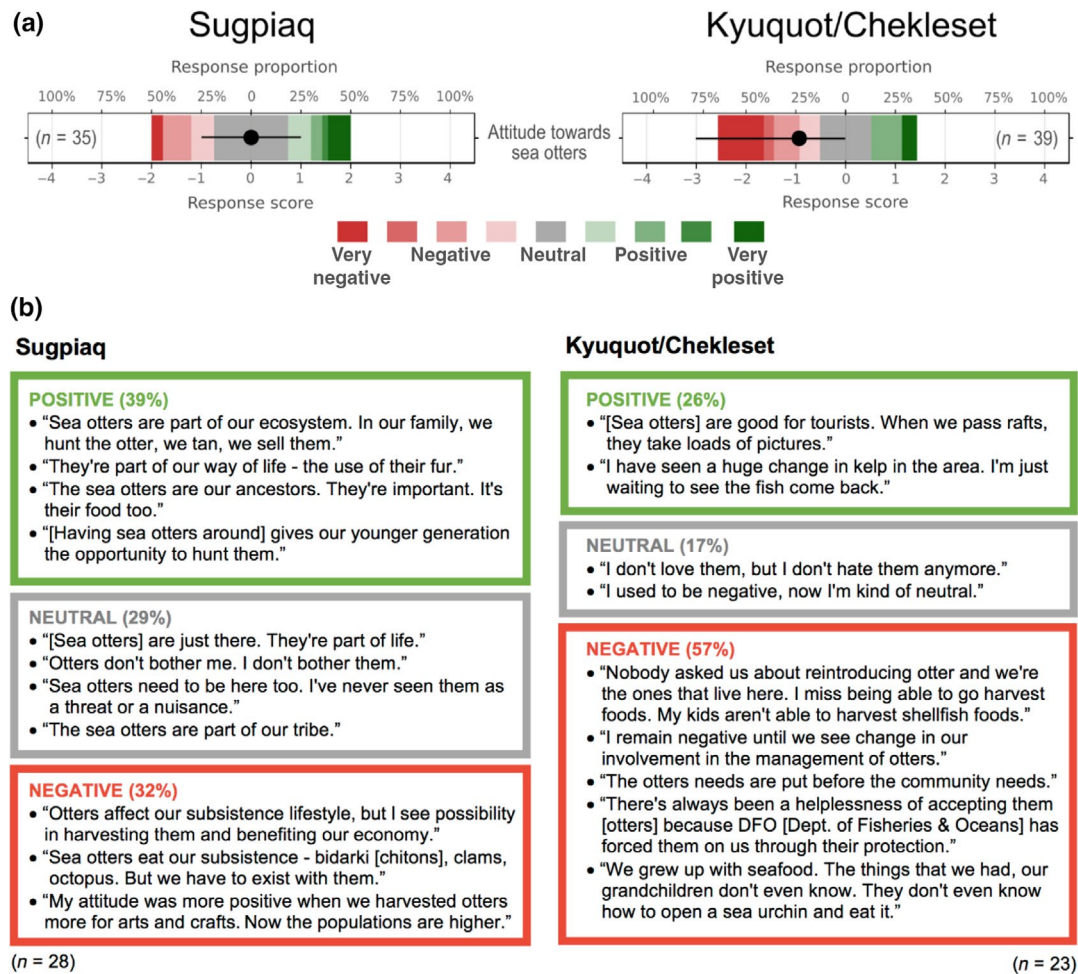 (a)
Sugpiaq
Kyuquot/Chekleset
Response proportion
100% 75% 50% 25% 0 25% 50% 75% 100%
(n = 35)
−4 −3 −2 −1 0 1 2 3 4
Response score
Attitude towards
sea otters
Response proportion
100% 75% 50% 25% 0 25% 50% 75% 100%
(n = 39)
−4 −3 −2 −1 0 1 2 3 4
Response score
Very
negative
Negative
Neutral
Positive
Very
positive
(b)
Sugpiaq
POSITIVE (39%)
• “Sea otters are part of our ecosystem. In our family, we
hunt the otter, we tan, we sell them.”
• “They're part of our way of life - the use of their fur.”
• “The sea otters are our ancestors. They're important. It's
their food too.”
• “[Having sea otters around] gives our younger generation
the opportunity to hunt them.”
NEUTRAL (29%)
• “[Sea otters] are just there. They're part of life.”
• “Otters don't bother me. I don't bother them.”
• “Sea otters need to be here too. I've never seen them as
a threat or a nuisance.”
• “The sea otters are part of our tribe.”
NEGATIVE (32%)
• “Otters affect our subsistence lifestyle, but I see possibility
in harvesting them and benefiting our economy.”
• “Sea otters eat our subsistence - bidarki [chitons], clams,
octopus. But we have to exist with them.”
• “My attitude was more positive when we harvested otters
more for arts and crafts. Now the populations are higher.”
(n = 28)
Kyuquot/Chekleset
POSITIVE (26%)
• “[Sea otters] are good for tourists. When we pass rafts,
they take loads of pictures.”
• “I have seen a huge change in kelp in the area. I'm just
waiting to see the fish come back.”
NEUTRAL (17%)
• “I don't love them, but I don't hate them anymore.”
• “I used to be negative, now I'm kind of neutral.”
NEGATIVE (57%)
• “Nobody asked us about reintroducing otter and we're
the ones that live here. I miss being able to go harvest
foods. My kids aren't able to harvest shellfish foods.”
• “I remain negative until we see change in our
involvement in the management of otters.”
• “The otters needs are put before the community needs.”
• “There's always been a helplessness of accepting them
[otters] because DFO [Dept. of Fisheries & Oceans] has
forced them on us through their protection.”
• “We grew up with seafood. The things that we had, our
grandchildren don't even know. They don't even know
how to open a sea urchin and eat it.”
(n = 23)